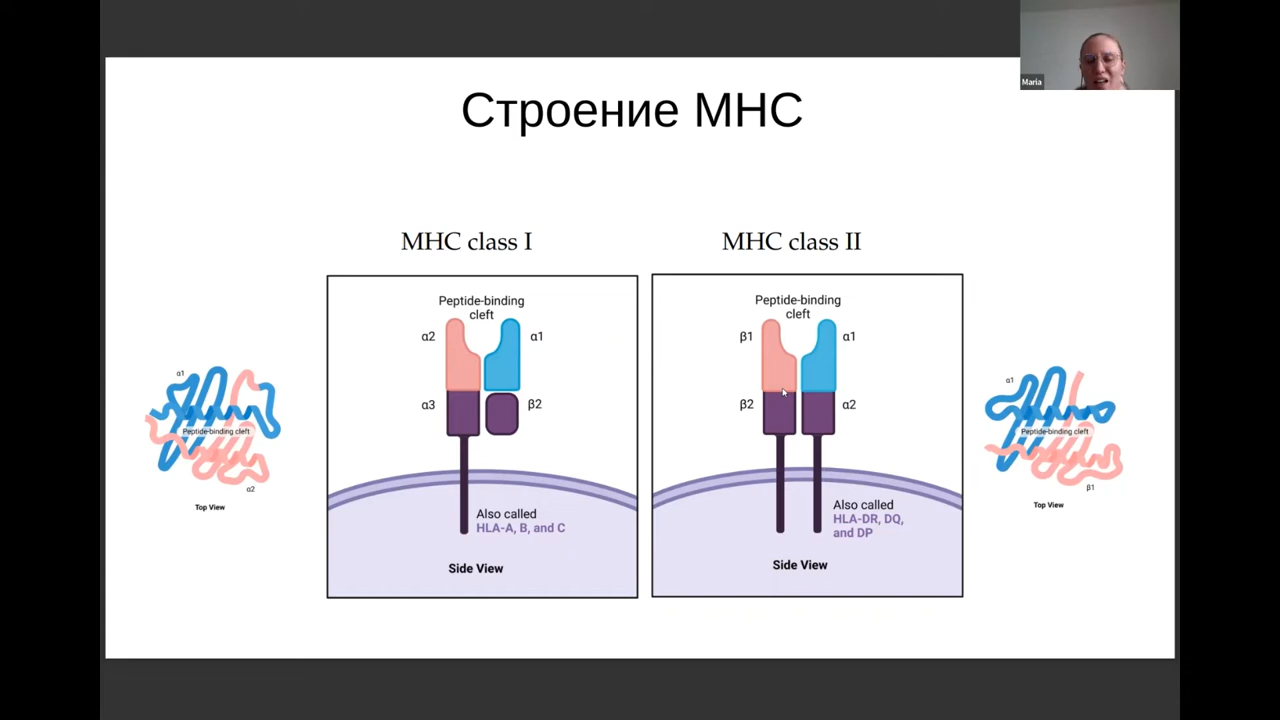 Maria
Строение MHC
MHC class I
MHC class II
Peptide-binding
cleft
α2
α1
α3
β2
Also called
HLA-A, B, and C
Side View
Peptide-binding
cleft
β1
α1
β2
α2
Also called
HLA-DR, DQ,
and DP
Side View
α1
Peptide-binding cleft
α2
Top View
α1
Peptide-binding cleft
β1
Top View